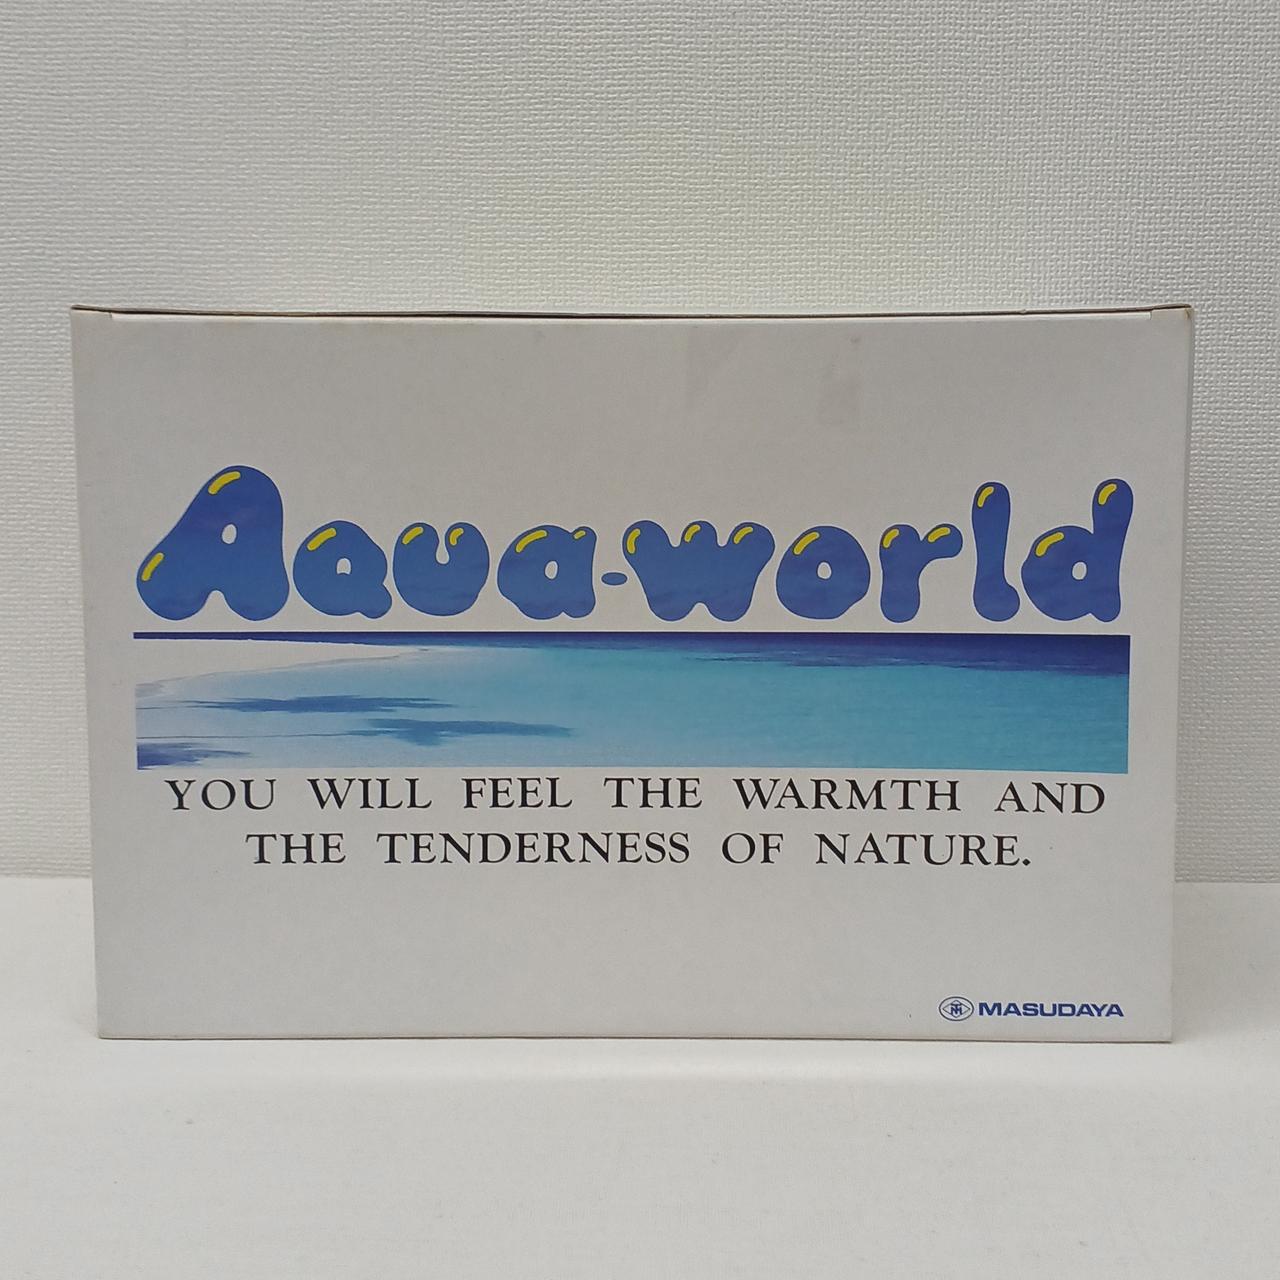 Aqua-world
YOU WILL FEEL THE WARMTH AND
THE TENDERNESS OF NATURE.
MASUDAYA